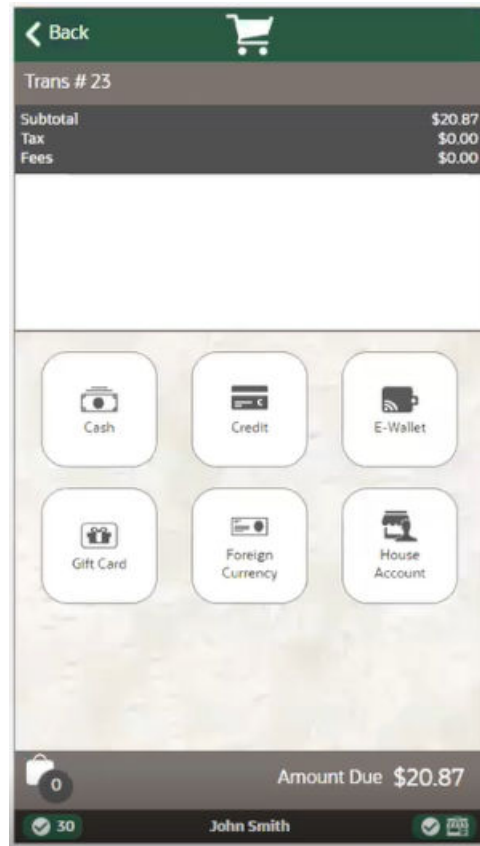 Back
Trans # 23
Subtotal $20.87
Tax $0.00
Fees $0.00
Cash
Credit
E-Wallet
Gift Card
Foreign
Currency
House
Account
0
Amount Due $20.87
30
John Smith